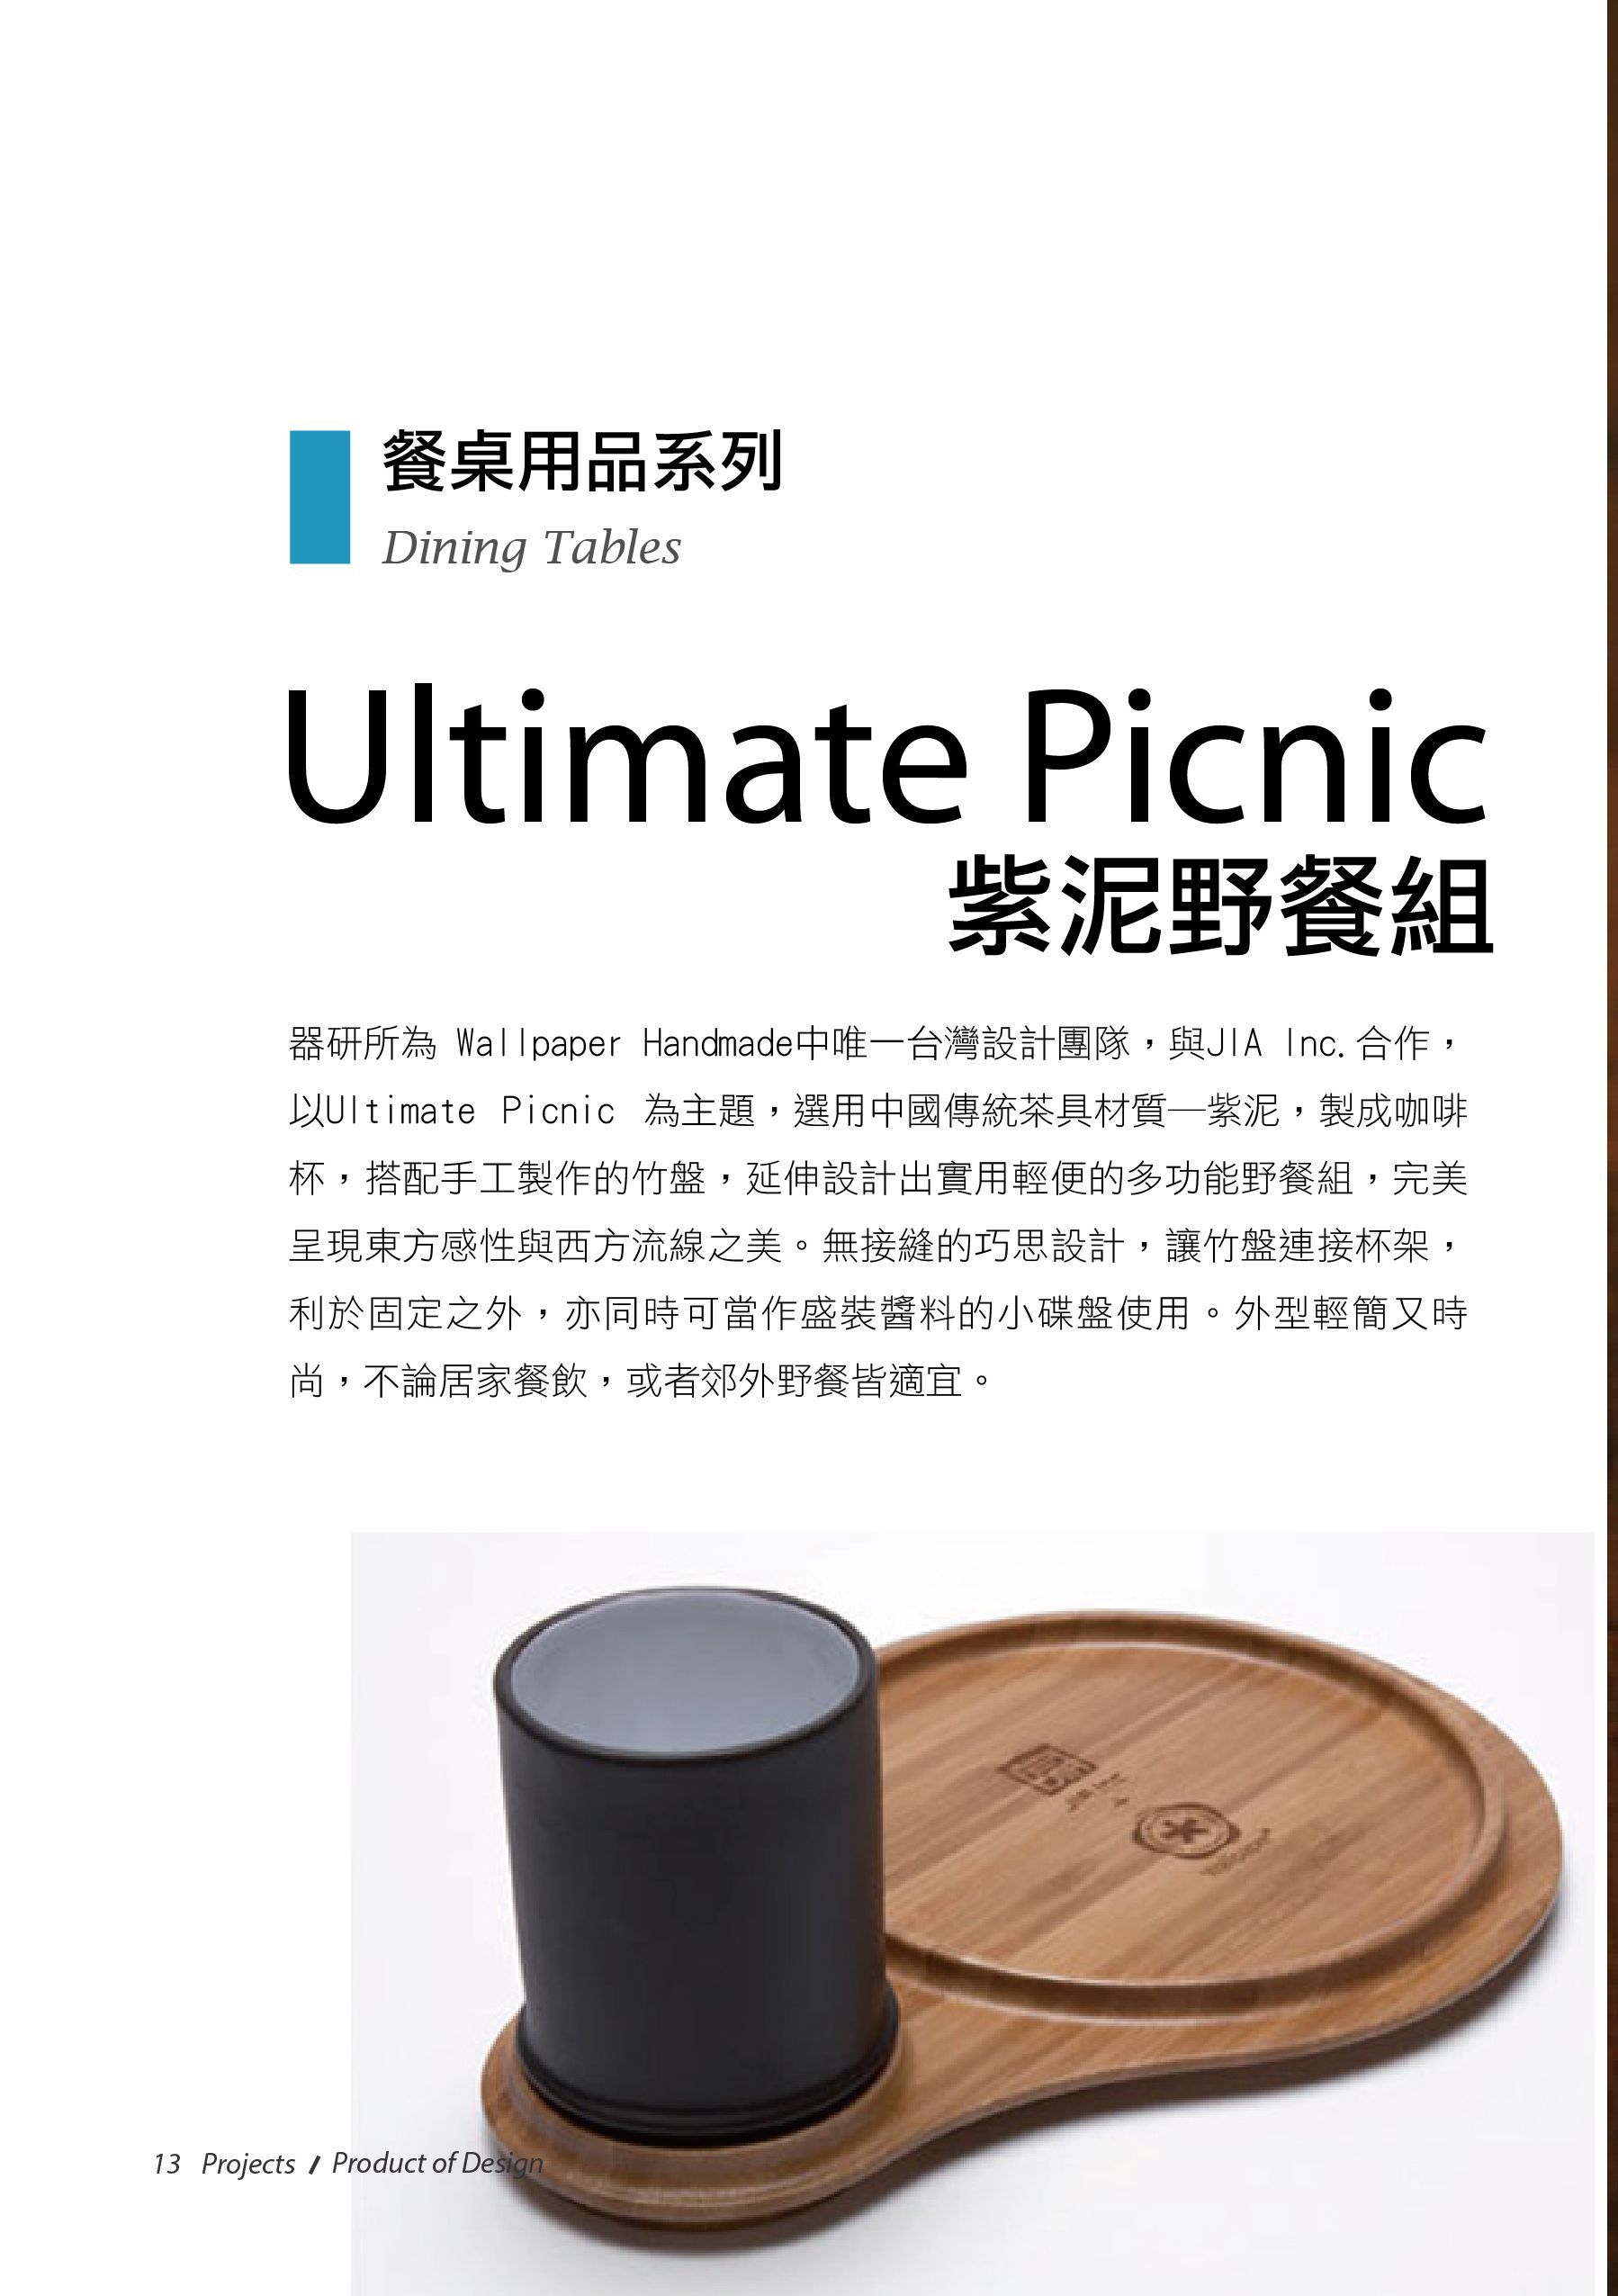 餐桌用品系列
Dining Tables
Ultimate Picnic
紫泥野餐組
器研所為 Wallpaper Handmade中唯一台灣設計團隊，與JIA Inc. 合作，
以Ultimate Picnic 為主題，選用中國傳統茶具材質—紫泥，製成咖啡
杯，搭配手工製作的竹盤，延伸設計出實用輕便的多功能野餐組，完美
呈現東方感性與西方流線之美。無接縫的巧思設計，讓竹盤連接杯架，
利於固定之外，亦同時可當作盛裝醬料的小碟盤使用。外型輕簡又時
尚，不論居家餐飲，或者郊外野餐皆適宜。
13 Projects / Product of Design